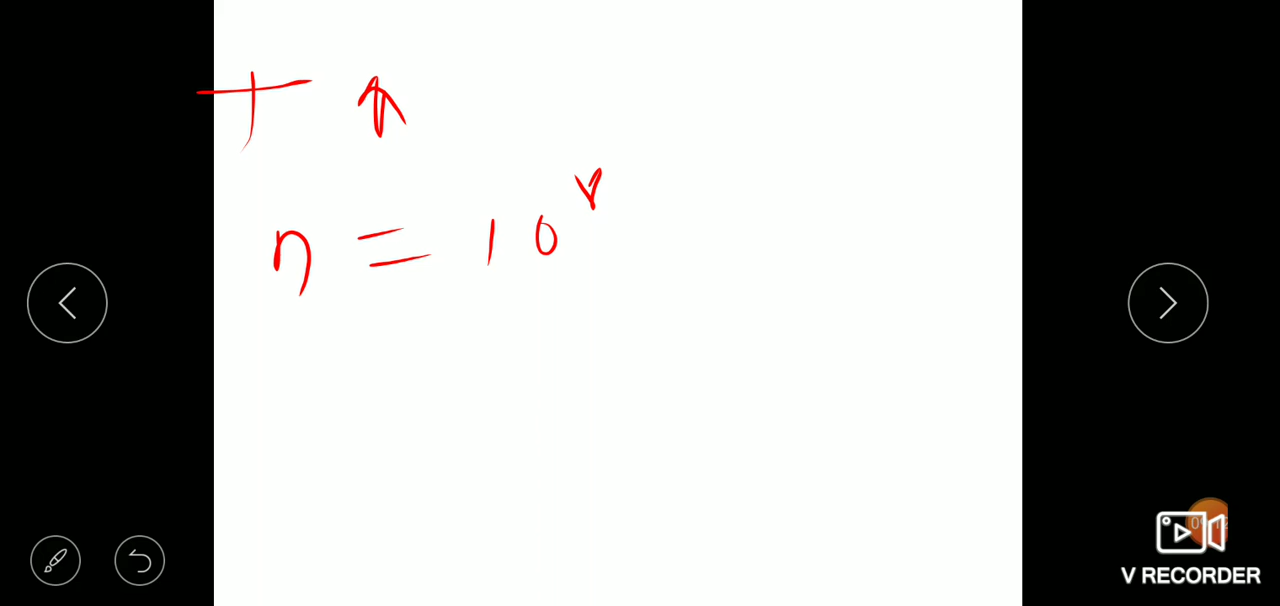 T ↑
η = 10
V RECORDER